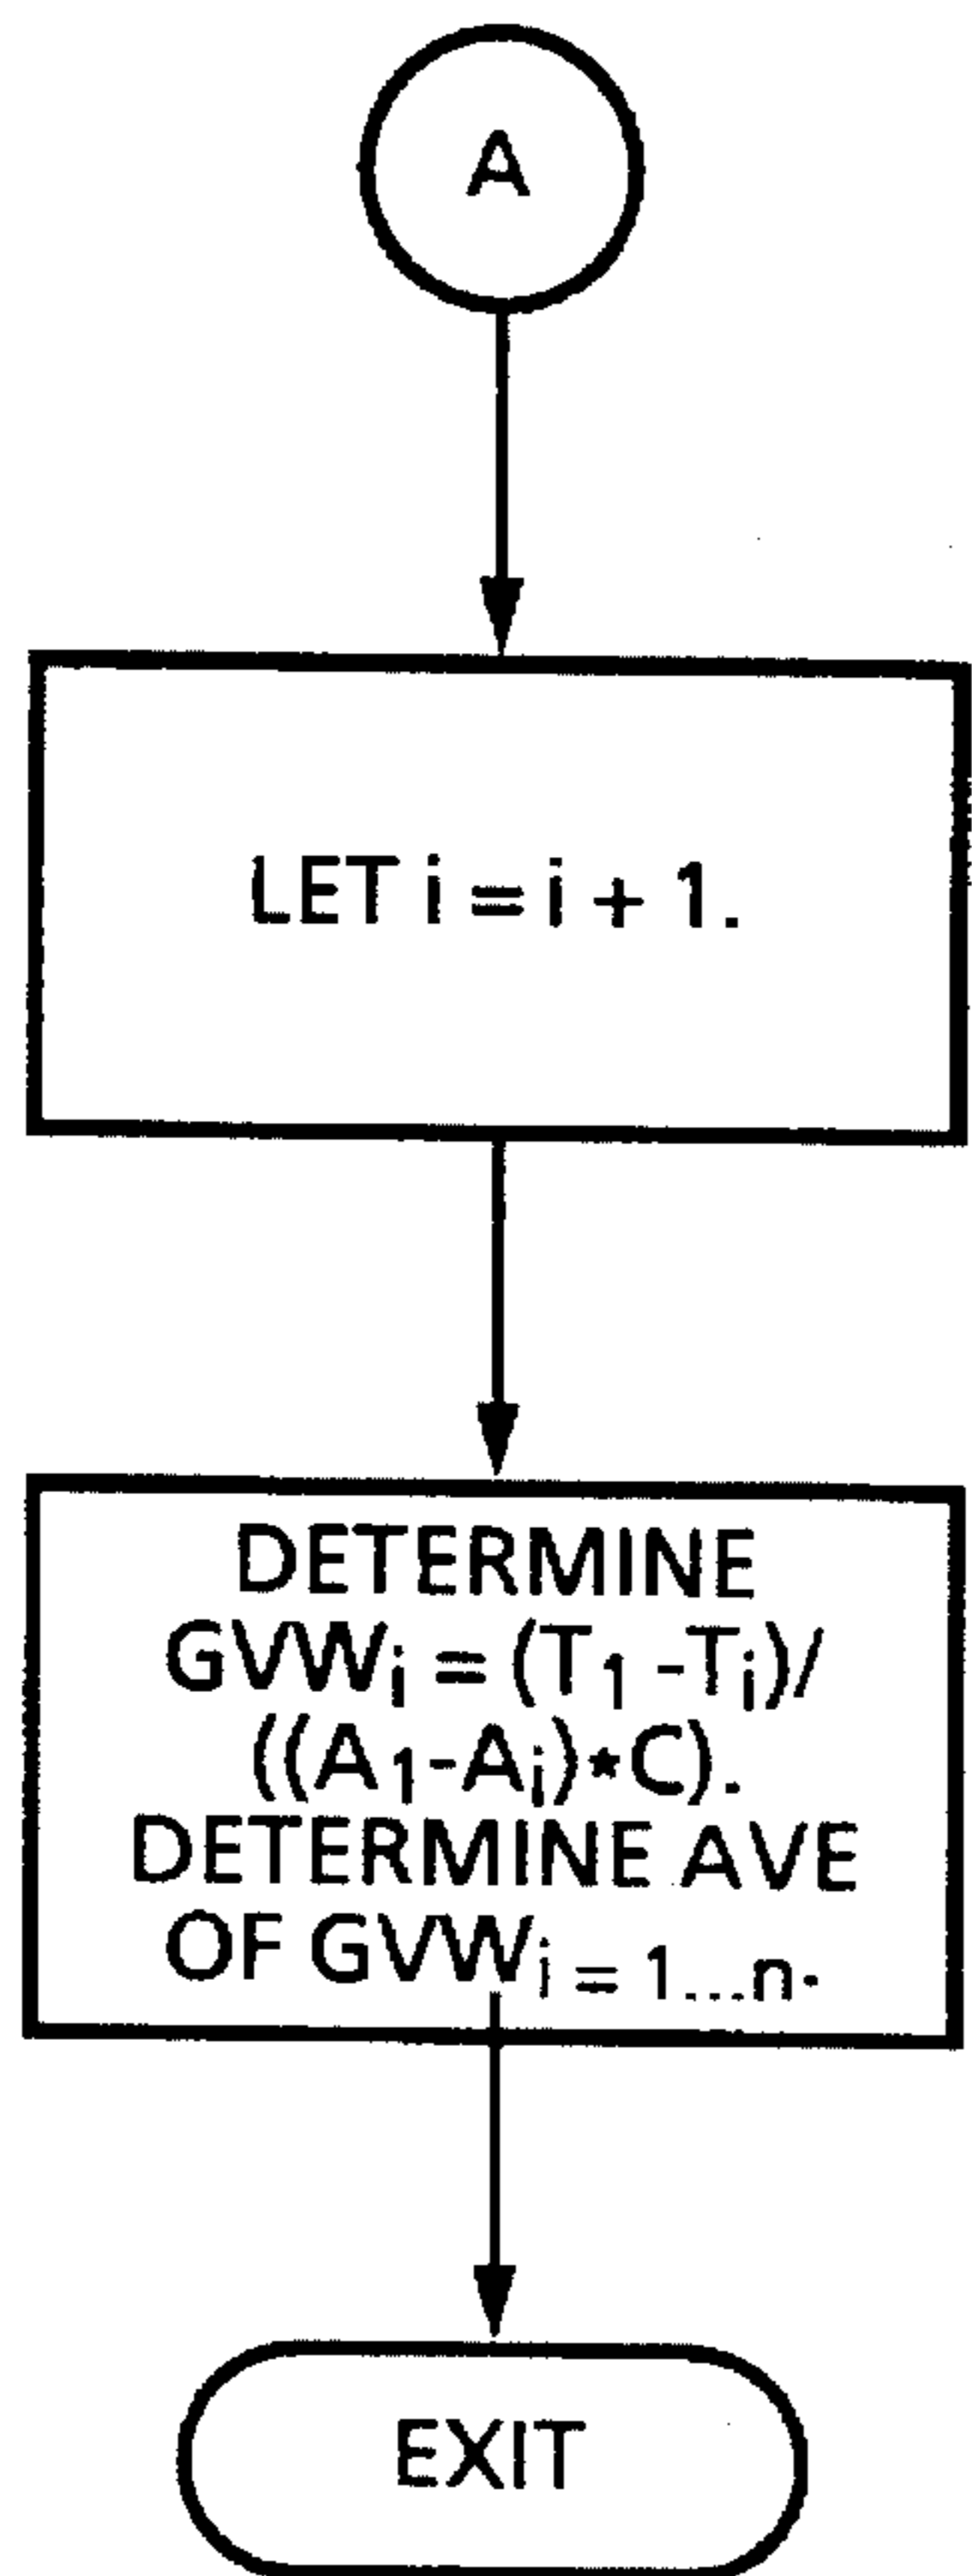 A
LET i = i + 1.
DETERMINE
GVWᵢ = (T₁ -Tᵢ)/
((A₁-Aᵢ)*C).
DETERMINE AVE
OF GVWᵢ ₌ ₁...ₙ.
EXIT